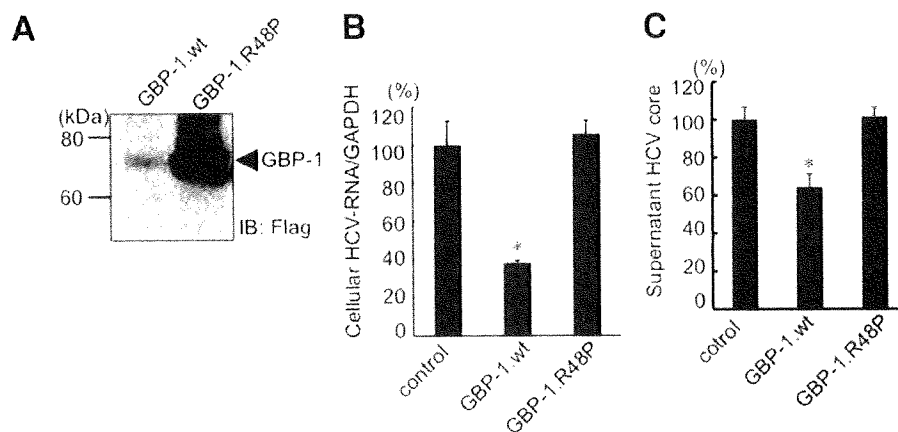 A
GBP-1.wt
GBP-1.R48P
(kDa)
80
60
GBP-1
IB: Flag
B
(%)
Cellular HCV-RNA/GAPDH
120
100
80
60
40
20
0
*
control
GBP-1.wt
GBP-1.R48P
C
(%)
Supernatant HCV core
120
100
80
60
40
20
0
*
cotrol
GBP-1.wt
GBP-1.R48P